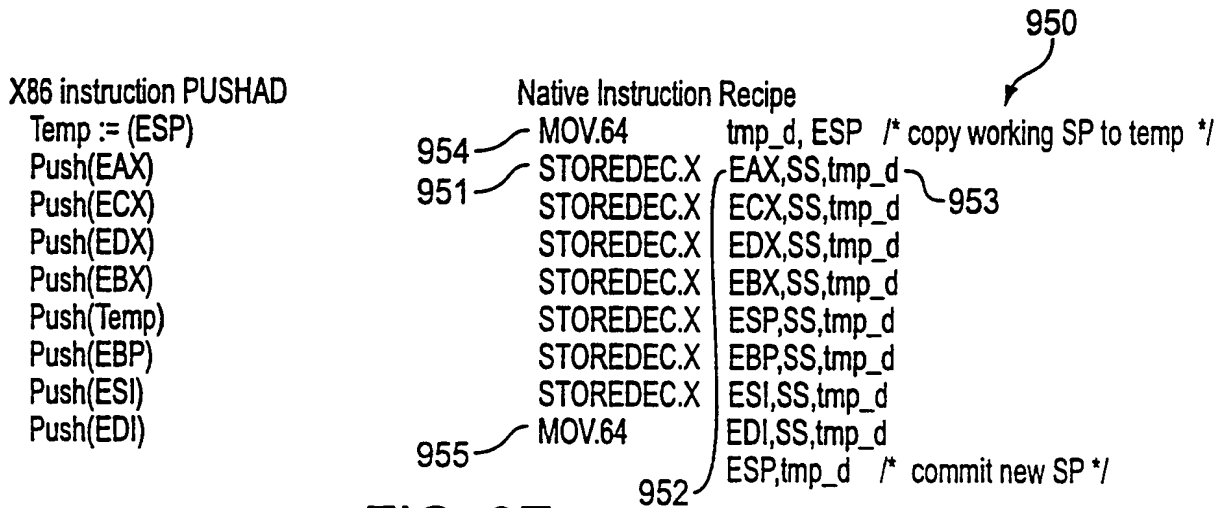 950
X86 instruction PUSHAD Native Instruction Recipe
Temp := (ESP) 954 MOV.64 tmp_d, ESP /* copy working SP to temp */
Push(EAX) 951 STOREDEC.X EAX,SS,tmp_d 953
Push(ECX) STOREDEC.X ECX,SS,tmp_d
Push(EDX) STOREDEC.X EDX,SS,tmp_d
Push(EBX) STOREDEC.X EBX,SS,tmp_d
Push(Temp) STOREDEC.X ESP,SS,tmp_d
Push(EBP) STOREDEC.X EBP,SS,tmp_d
Push(ESI) STOREDEC.X ESI,SS,tmp_d
Push(EDI) 955 MOV.64 EDI,SS,tmp_d
952 ESP,tmp_d /* commit new SP */